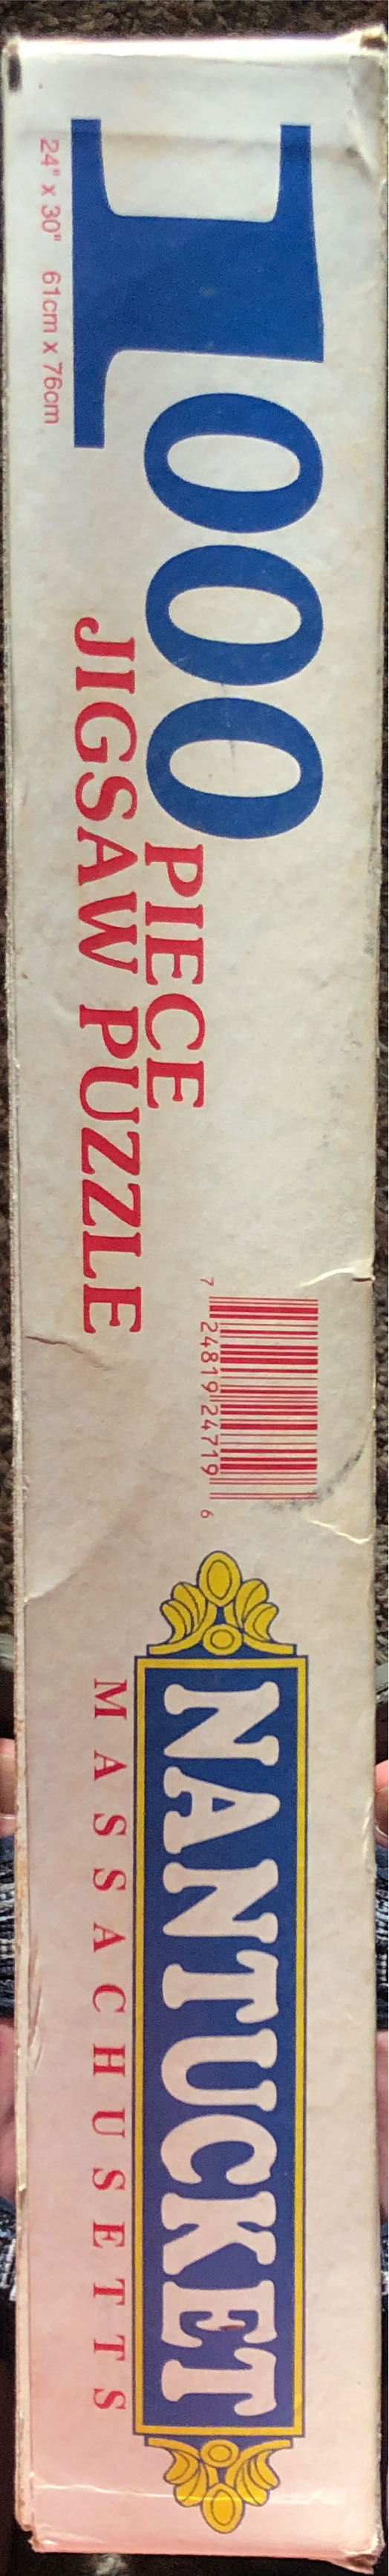 1000
PIECE
JIGSAW PUZZLE
24" x 30" 61cm x 76cm
7 24819 24719 6
NANTUCKET
MASSACHUSETTS